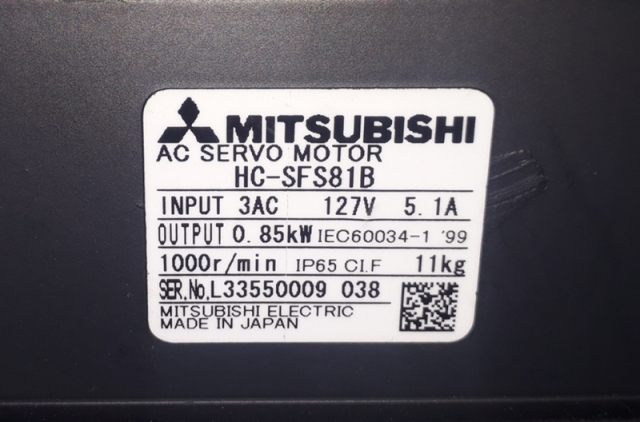 MITSUBISHI
AC SERVO MOTOR
HC-SFS81B
INPUT 3AC 127V 5.1A
OUTPUT 0.85kW IEC60034-1 '99
1000r/min IP65 CI.F 11kg
SER.No.L33550009 038
MITSUBISHI ELECTRIC
MADE IN JAPAN